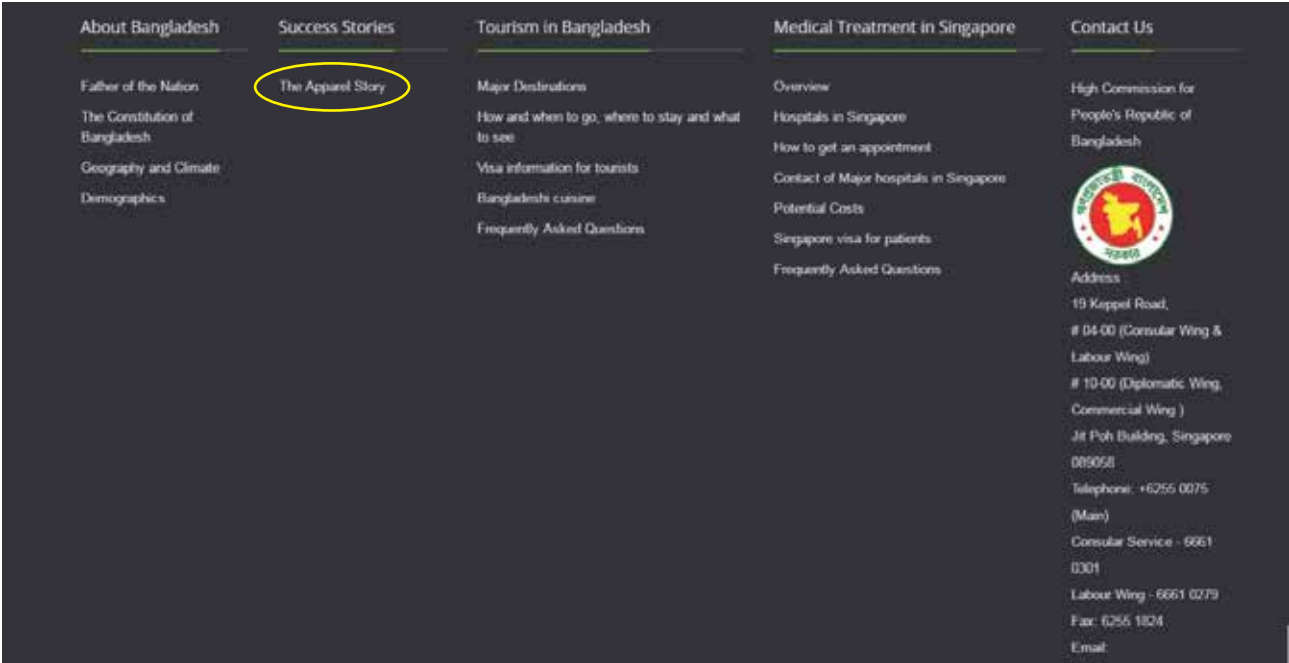 About Bangladesh
Father of the Nation
The Constitution of
Bangladesh
Geography and Climate
Demographics
Success Stories
The Apparel Story
Tourism in Bangladesh
Major Destinations
How and when to go, where to stay and what
to see
Visa information for tourists
Bangladeshi cuisine
Frequently Asked Questions
Medical Treatment in Singapore
Overview
Hospitals in Singapore
How to get an appointment
Contact of Major hospitals in Singapore
Potential Costs
Singapore visa for patients
Frequently Asked Questions
Contact Us
High Commission for
People's Republic of
Bangladesh
গণপ্রজাতন্ত্রী বাংলাদেশ
সরকার
Address
19 Keppel Road,
# 04-00 (Consular Wing &
Labour Wing)
# 10-00 (Diplomatic Wing,
Commercial Wing )
Jit Poh Building, Singapore
089058
Telephone: +6255 0075
(Main)
Consular Service - 6661
0301
Labour Wing - 6661 0279
Fax: 6255 1824
Email: